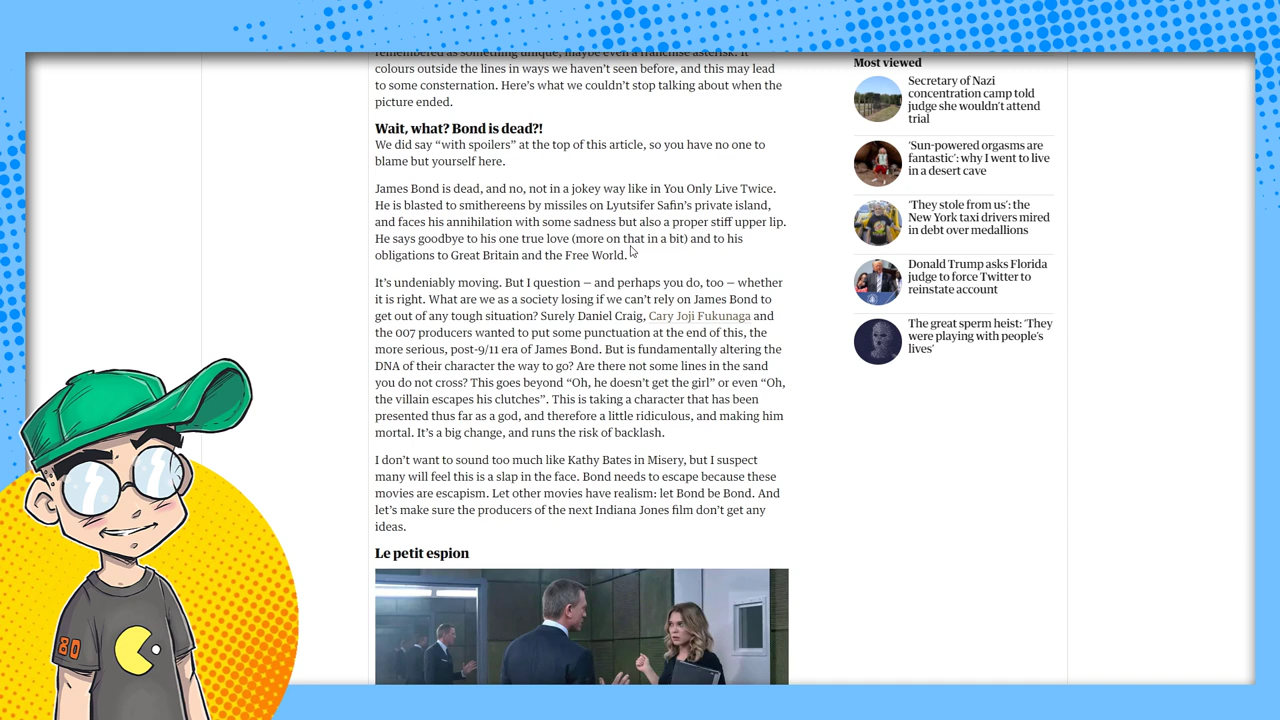 remembered as something unique, maybe even a franchise asterisk. It
colours outside the lines in ways we haven’t seen before, and this may lead
to some consternation. Here’s what we couldn’t stop talking about when the
picture ended.
Wait, what? Bond is dead?!
We did say “with spoilers” at the top of this article, so you have no one to
blame but yourself here.
James Bond is dead, and no, not in a jokey way like in You Only Live Twice.
He is blasted to smithereens by missiles on Lyutsifer Safin’s private island,
and faces his annihilation with some sadness but also a proper stiff upper lip.
He says goodbye to his one true love (more on that in a bit) and to his
obligations to Great Britain and the Free World.
It’s undeniably moving. But I question — and perhaps you do, too — whether
it is right. What are we as a society losing if we can’t rely on James Bond to
get out of any tough situation? Surely Daniel Craig, Cary Joji Fukunaga and
the 007 producers wanted to put some punctuation at the end of this, the
more serious, post-9/11 era of James Bond. But is fundamentally altering the
DNA of their character the way to go? Are there not some lines in the sand
you do not cross? This goes beyond “Oh, he doesn’t get the girl” or even “Oh,
the villain escapes his clutches”. This is taking a character that has been
presented thus far as a god, and therefore a little ridiculous, and making him
mortal. It’s a big change, and runs the risk of backlash.
I don’t want to sound too much like Kathy Bates in Misery, but I suspect
many will feel this is a slap in the face. Bond needs to escape because these
movies are escapism. Let other movies have realism: let Bond be Bond. And
let’s make sure the producers of the next Indiana Jones film don’t get any
ideas.
Le petit espion
Most viewed
Secretary of Nazi
concentration camp told
judge she wouldn’t attend
trial
‘Sun-powered orgasms are
fantastic’: why I went to live
in a desert cave
‘They stole from us’: the
New York taxi drivers mired
in debt over medallions
Donald Trump asks Florida
judge to force Twitter to
reinstate account
The great sperm heist: ‘They
were playing with people’s
lives’
80